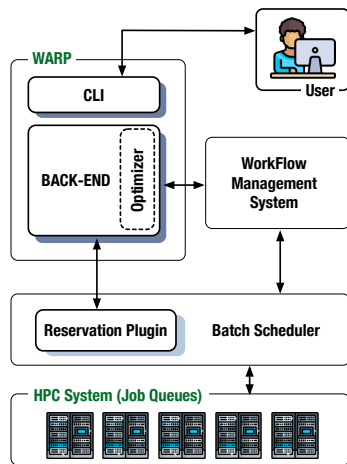 WARP
CLI
User
BACK-END
Optimizer
WorkFlow
Management
System
Reservation Plugin
Batch Scheduler
HPC System (Job Queues)